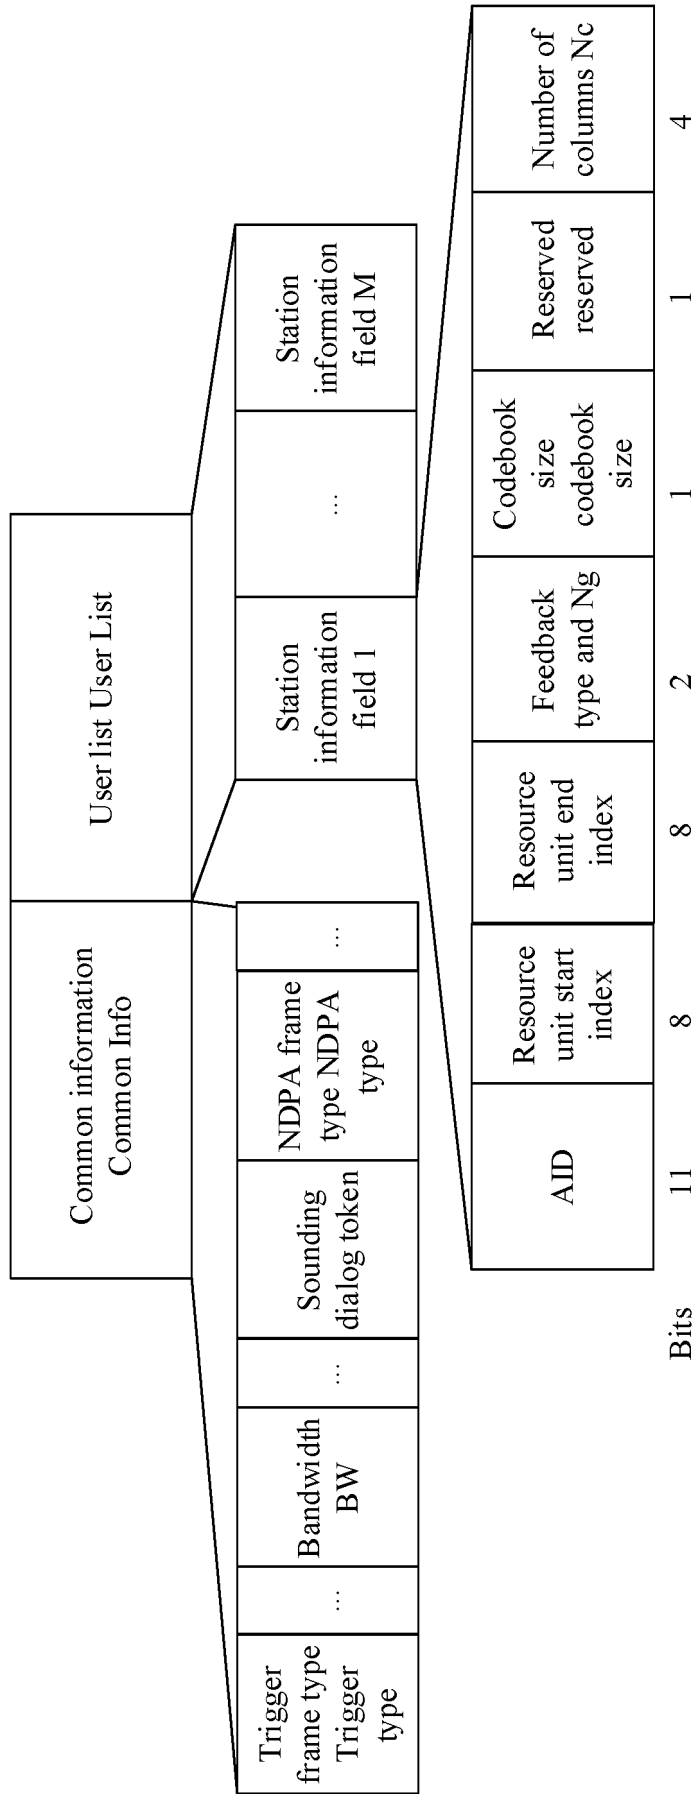 Common information
Common Info
User list User List
Trigger
frame type
Trigger
type
...
Bandwidth
BW
...
Sounding
dialog token
NDPA frame
type NDPA
type
...
Station
information
field 1
...
Station
information
field M
AID
Resource
unit start
index
Resource
unit end
index
Feedback
type and Ng
Codebook
size
codebook
size
Reserved
reserved
Number of
columns Nc
Bits 11 8 8 2 1 1 4